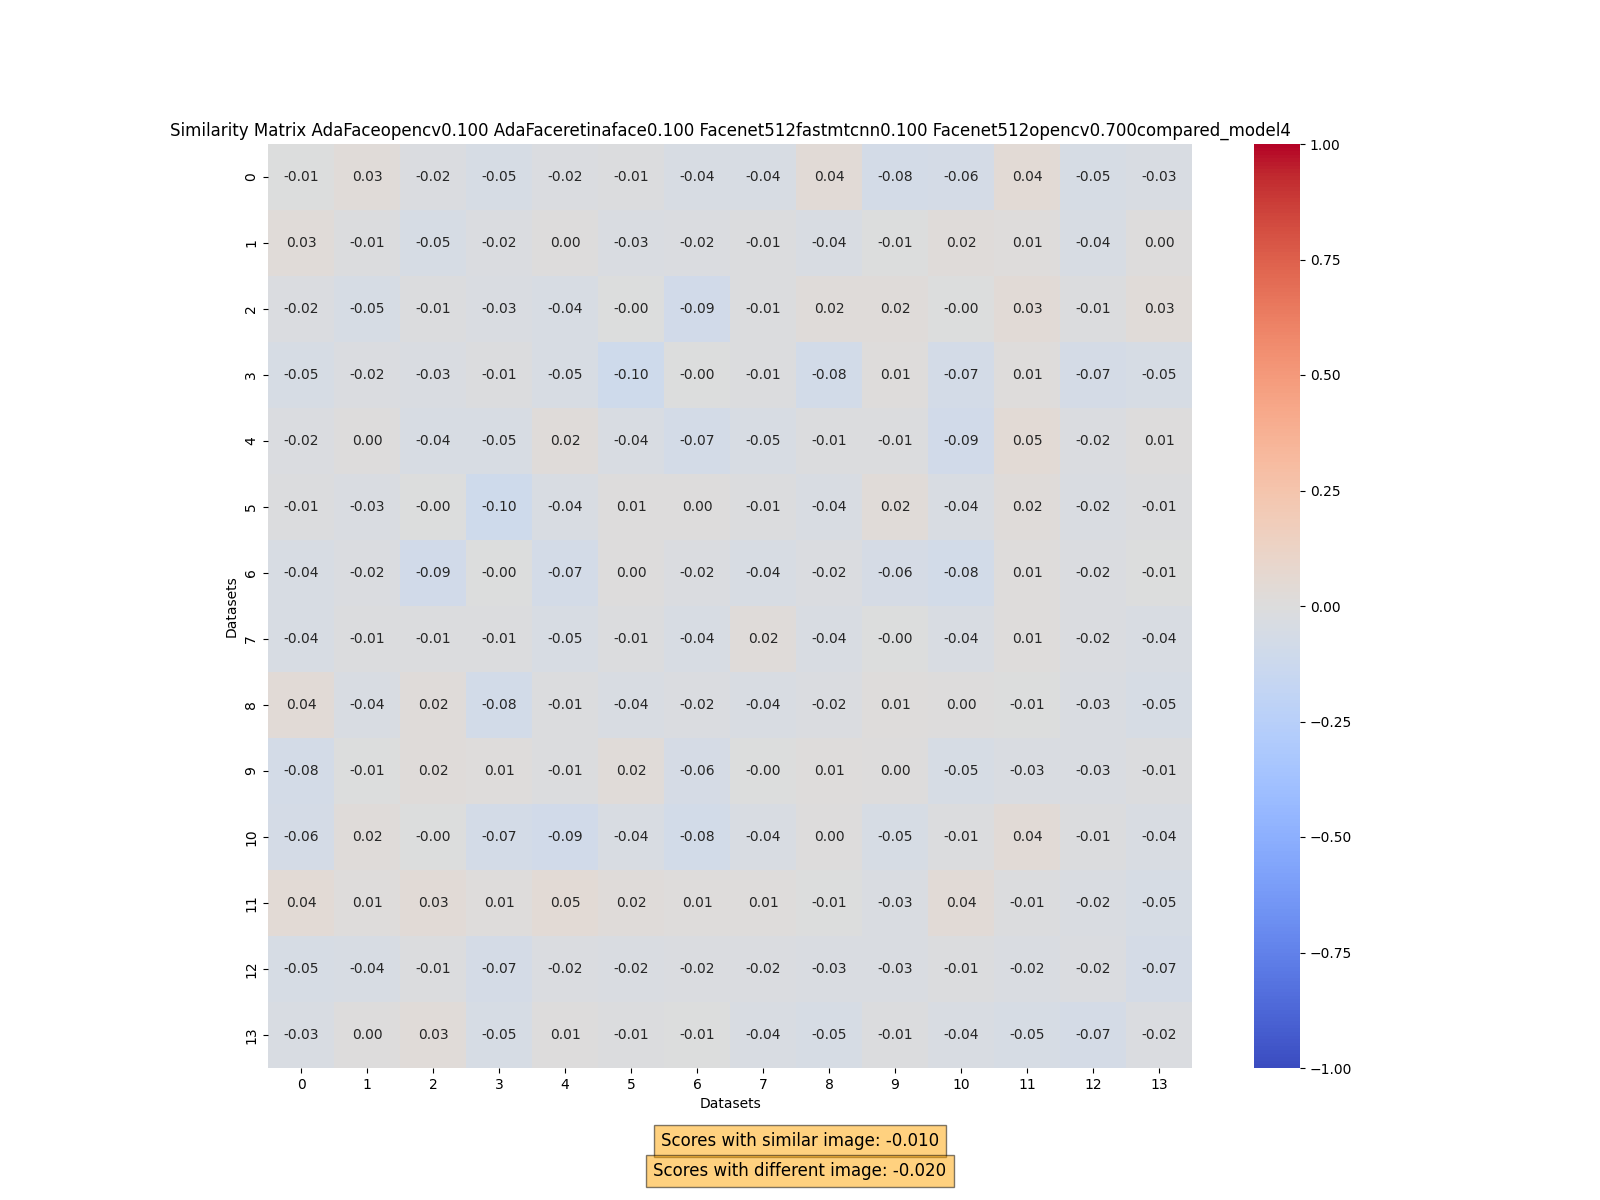 Similarity Matrix AdaFaceopencv0.100 AdaFaceretinaface0.100 Facenet512fastmtcnn0.100 Facenet512opencv0.700compared_model4
0 -0.01 0.03 -0.02 -0.05 -0.02 -0.01 -0.04 -0.04 0.04 -0.08 -0.06 0.04 -0.05 -0.03
1 0.03 -0.01 -0.05 -0.02 0.00 -0.03 -0.02 -0.01 -0.04 -0.01 0.02 0.01 -0.04 0.00
2 -0.02 -0.05 -0.01 -0.03 -0.04 -0.00 -0.09 -0.01 0.02 0.02 -0.00 0.03 -0.01 0.03
3 -0.05 -0.02 -0.03 -0.01 -0.05 -0.10 -0.00 -0.01 -0.08 0.01 -0.07 0.01 -0.07 -0.05
4 -0.02 0.00 -0.04 -0.05 0.02 -0.04 -0.07 -0.05 -0.01 -0.01 -0.09 0.05 -0.02 0.01
5 -0.01 -0.03 -0.00 -0.10 -0.04 0.01 0.00 -0.01 -0.04 0.02 -0.04 0.02 -0.02 -0.01
6 -0.04 -0.02 -0.09 -0.00 -0.07 0.00 -0.02 -0.04 -0.02 -0.06 -0.08 0.01 -0.02 -0.01
7 -0.04 -0.01 -0.01 -0.01 -0.05 -0.01 -0.04 0.02 -0.04 -0.00 -0.04 0.01 -0.02 -0.04
8 0.04 -0.04 0.02 -0.08 -0.01 -0.04 -0.02 -0.04 -0.02 0.01 0.00 -0.01 -0.03 -0.05
9 -0.08 -0.01 0.02 0.01 -0.01 0.02 -0.06 -0.00 0.01 0.00 -0.05 -0.03 -0.03 -0.01
10 -0.06 0.02 -0.00 -0.07 -0.09 -0.04 -0.08 -0.04 0.00 -0.05 -0.01 0.04 -0.01 -0.04
11 0.04 0.01 0.03 0.01 0.05 0.02 0.01 0.01 -0.01 -0.03 0.04 -0.01 -0.02 -0.05
12 -0.05 -0.04 -0.01 -0.07 -0.02 -0.02 -0.02 -0.02 -0.03 -0.03 -0.01 -0.02 -0.02 -0.07
13 -0.03 0.00 0.03 -0.05 0.01 -0.01 -0.01 -0.04 -0.05 -0.01 -0.04 -0.05 -0.07 -0.02
Datasets
0 1 2 3 4 5 6 7 8 9 10 11 12 13
Datasets
1.00
0.75
0.50
0.25
0.00
−0.25
−0.50
−0.75
−1.00
Scores with similar image: -0.010
Scores with different image: -0.020